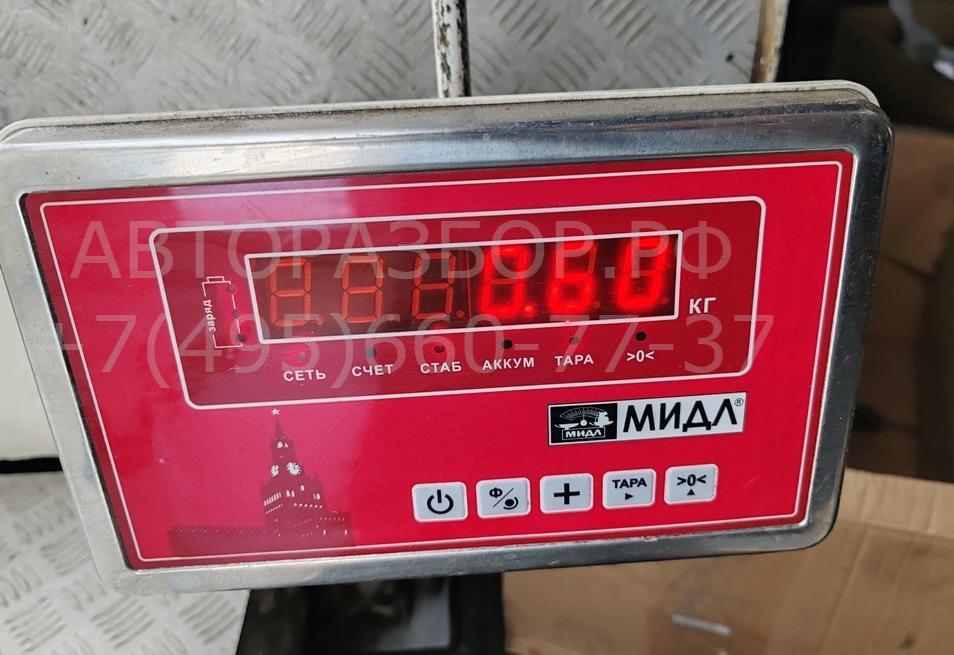 АВТОРАЗБОР.РФ
0.60
КГ
+7(495)660-77-37
заряд
СЕТЬ СЧЕТ СТАБ АККУМ ТАРА >0<
МИДЛ МИДЛ®
Ф ТАРА >0<